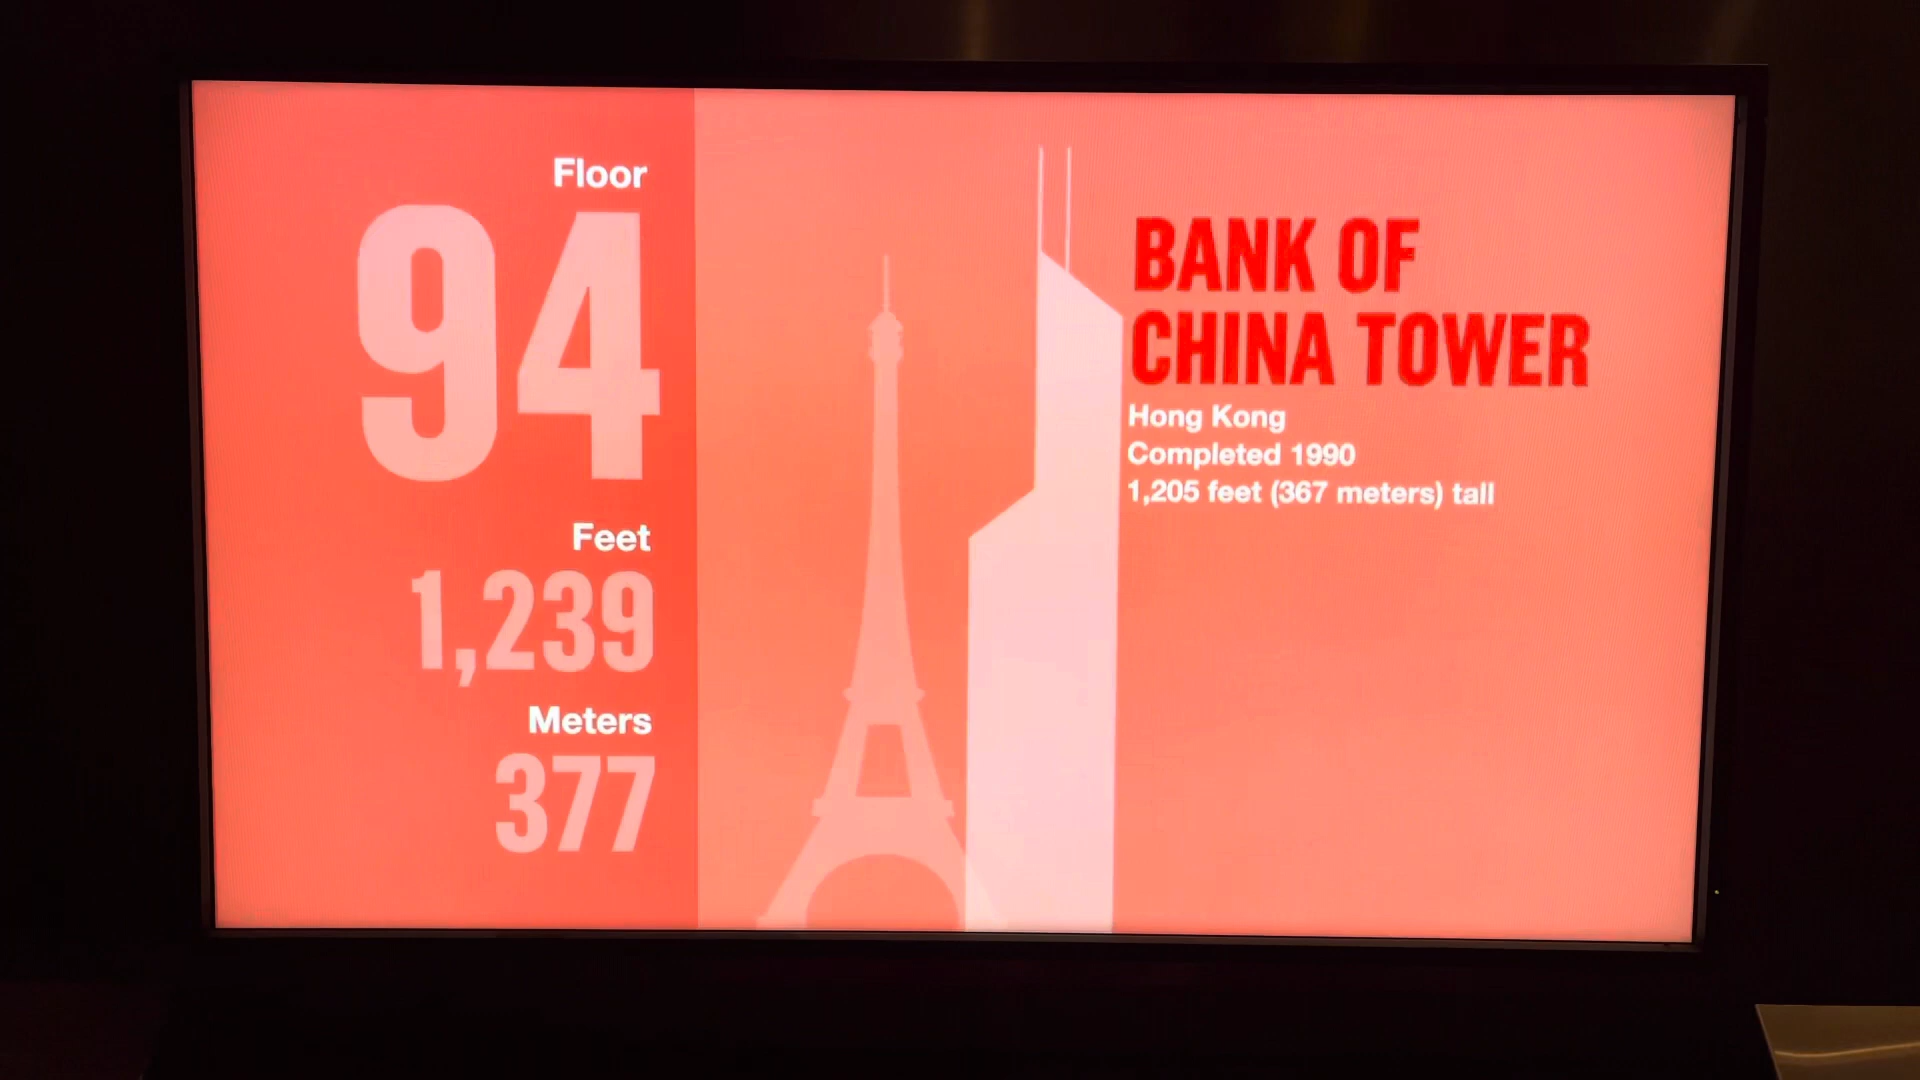 Floor
94
Feet
1,239
Meters
377
BANK OF
CHINA TOWER
Hong Kong
Completed 1990
1,205 feet (367 meters) tall